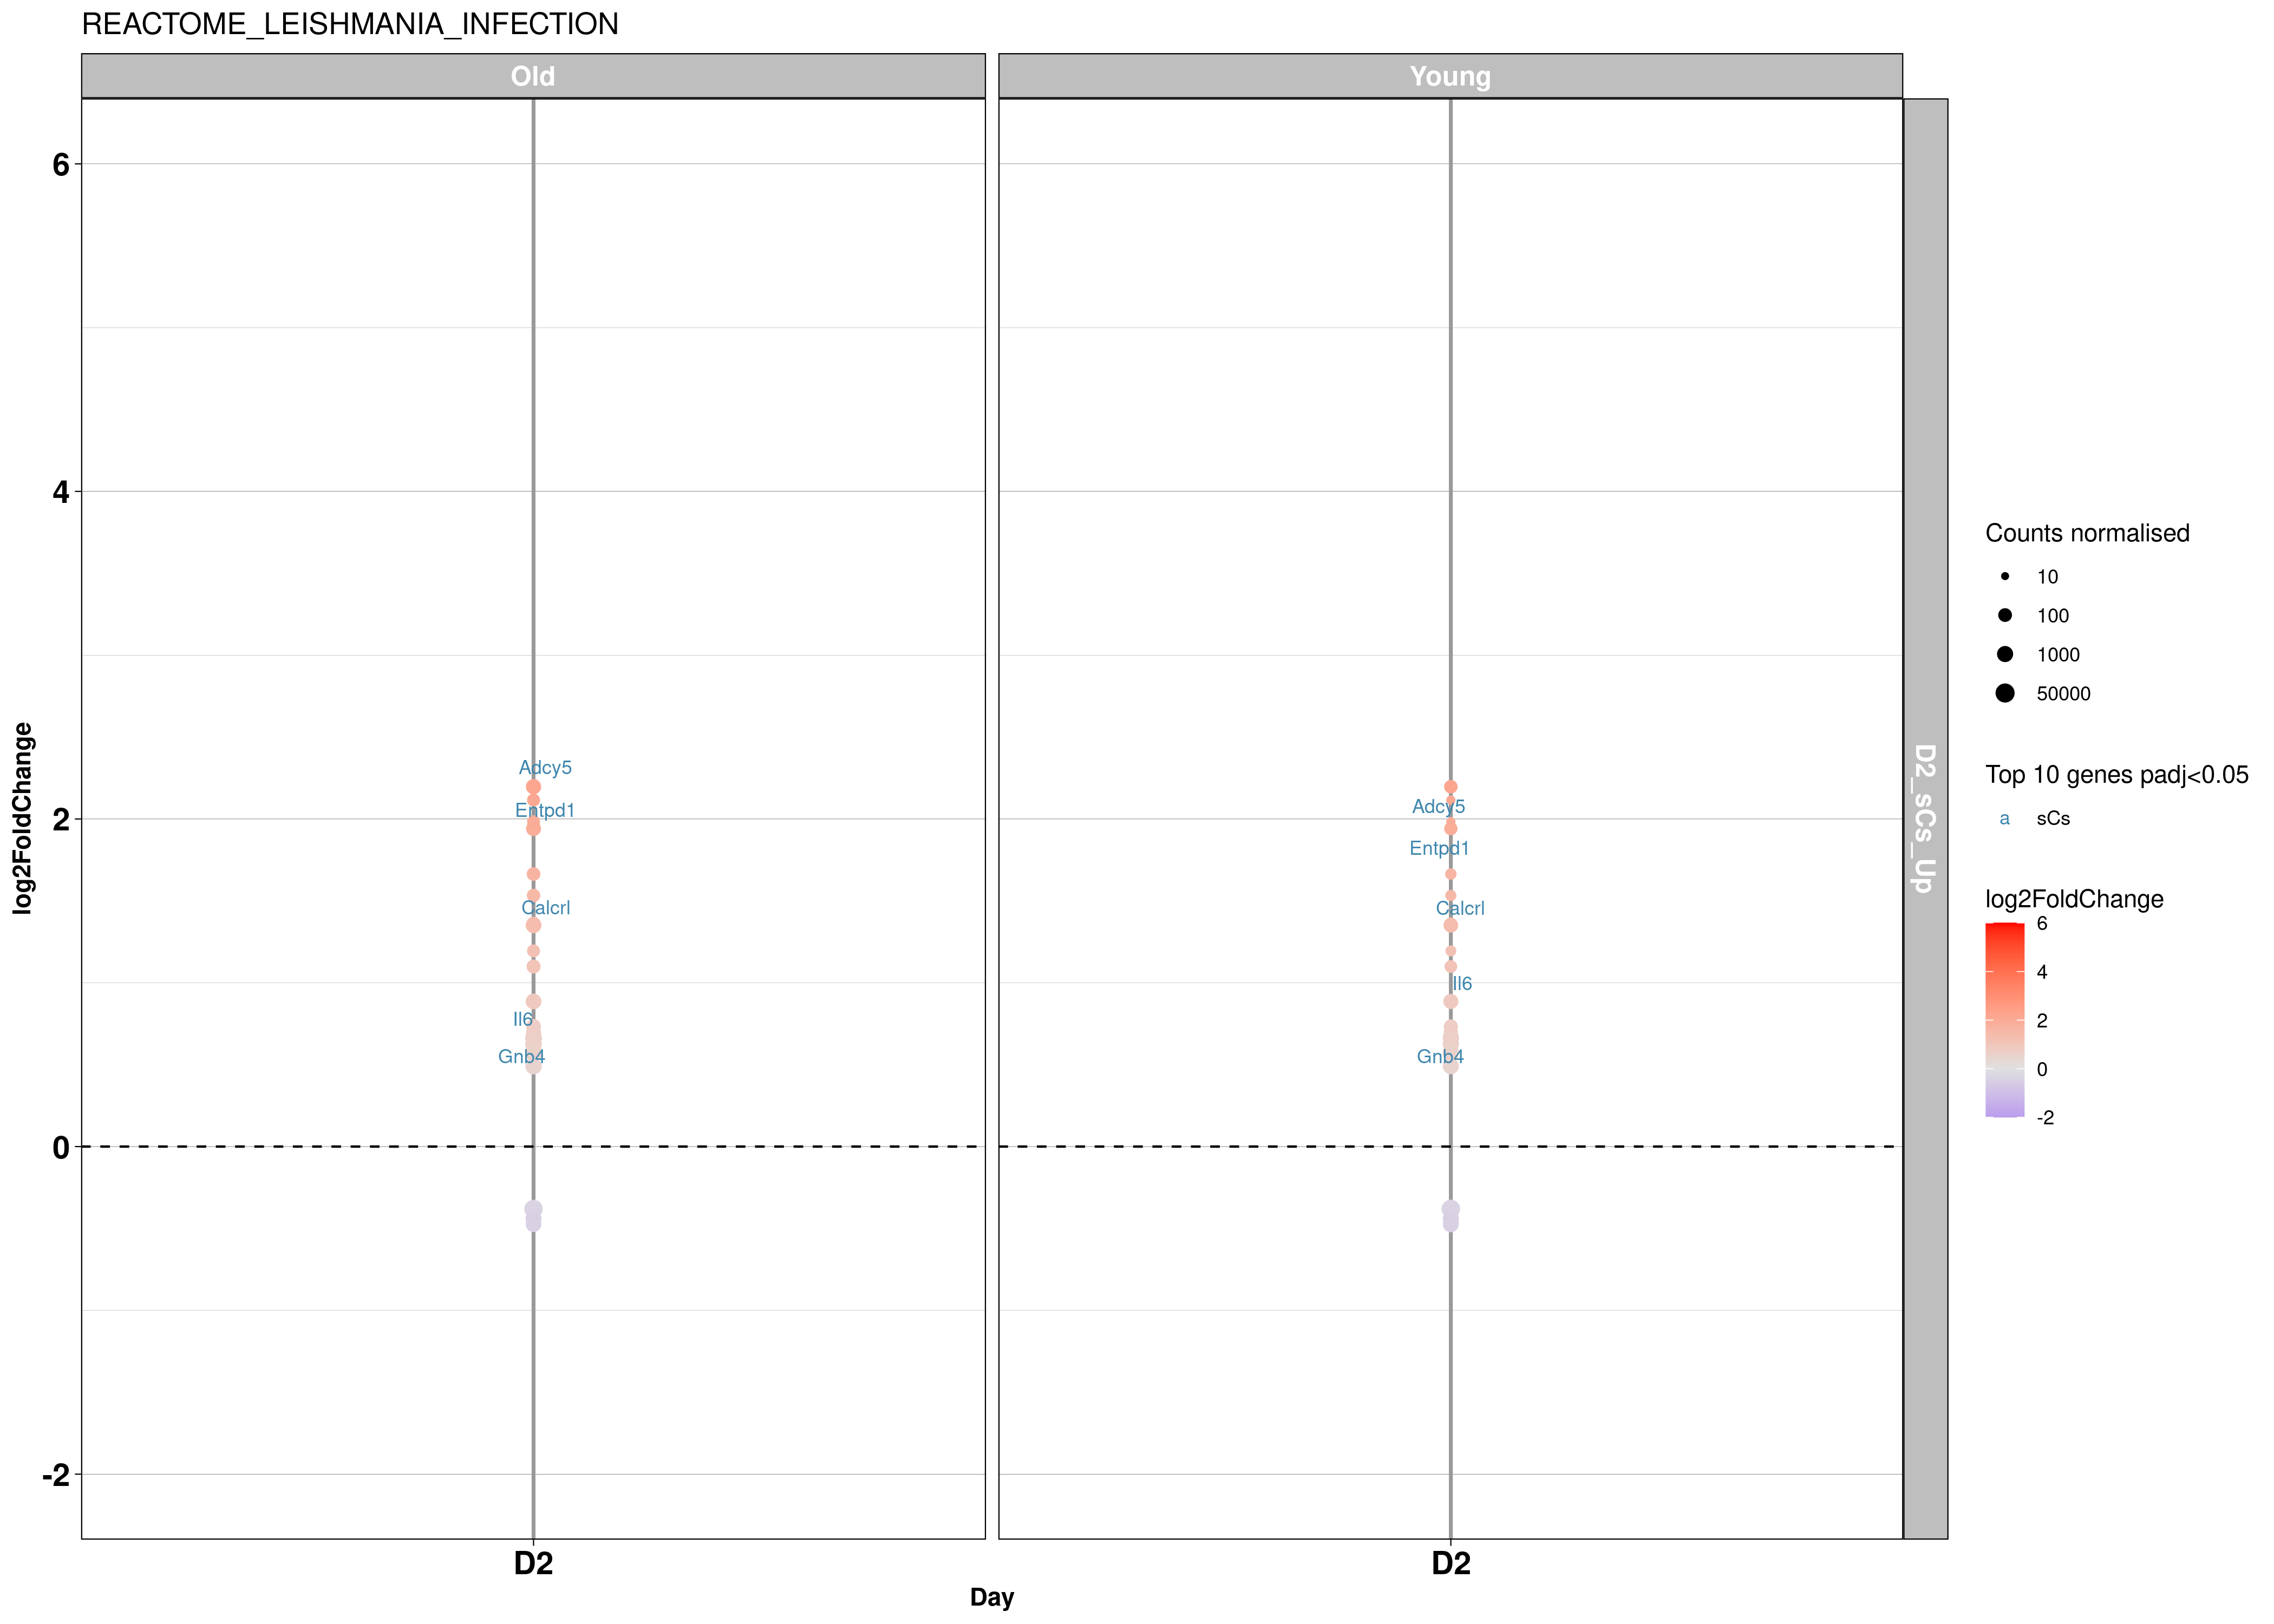 REACTOME_LEISHMANIA_INFECTION
Old
Young
D2_sCs_Up
log2FoldChange
6
4
2
0
-2
Adcy5
Entpd1
Calcrl
Il6
Gnb4
Adcy5
Entpd1
Calcrl
Il6
Gnb4
D2
D2
Day
Counts normalised
10
100
1000
50000
Top 10 genes padj<0.05
a sCs
log2FoldChange
6
4
2
0
-2